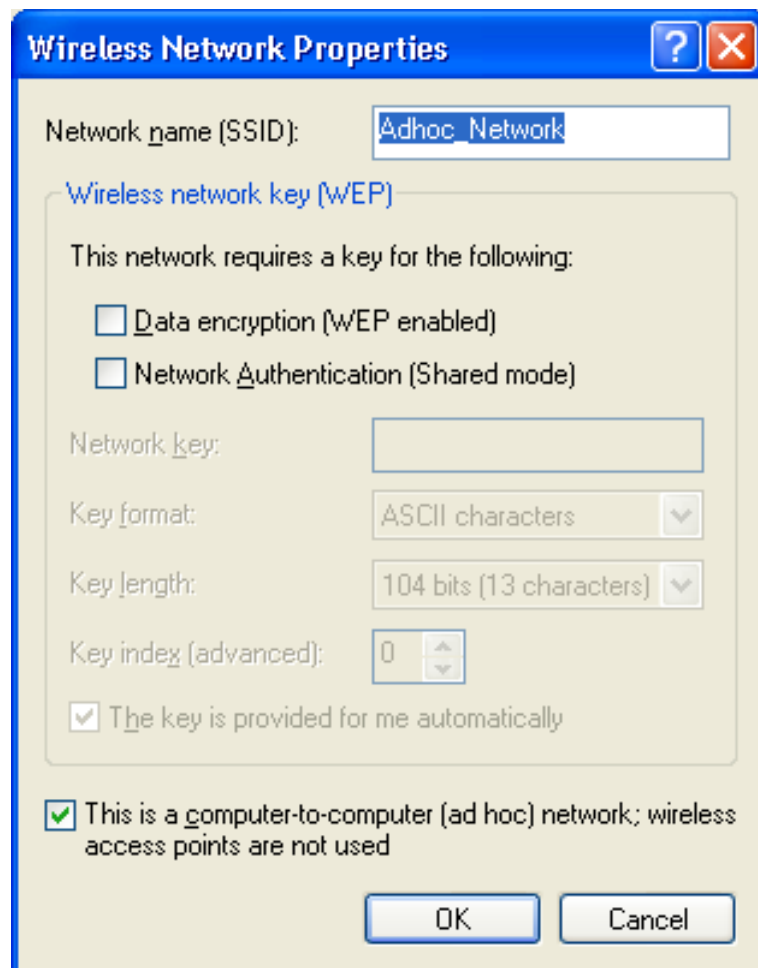 Wireless Network Properties
Network name (SSID):
Adhoc_Network
Wireless network key (WEP)
This network requires a key for the following:
Data encryption (WEP enabled)
Network Authentication (Shared mode)
Network key:
Key format:
ASCII characters
Key length:
104 bits (13 characters)
Key index (advanced):
0
The key is provided for me automatically
This is a computer-to-computer (ad hoc) network; wireless
access points are not used
OK
Cancel